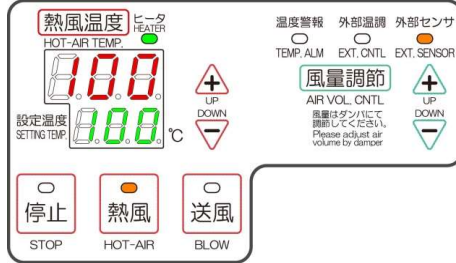 熱風温度 ヒータ
HOT-AIR TEMP. HEATER
100
設定温度
SETTING TEMP.
100 ℃
UP
DOWN
温度警報 外部温調 外部センサ
TEMP. ALM EXT. CNTL EXT. SENSOR
風量調節
AIR VOL. CNTL
風量はダンパにて
調節してください。
Please adjust air
volume by damper
UP
DOWN
停止 熱風 送風
STOP HOT-AIR BLOW